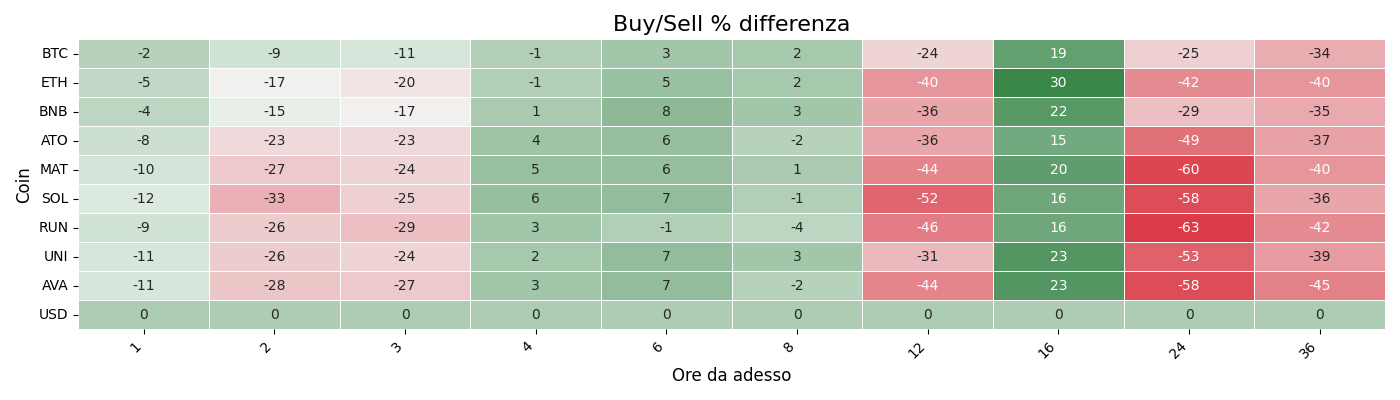 Buy/Sell % differenza
Coin
BTC -2 -9 -11 -1 3 2 -24 19 -25 -34
ETH -5 -17 -20 -1 5 2 -40 30 -42 -40
BNB -4 -15 -17 1 8 3 -36 22 -29 -35
ATO -8 -23 -23 4 6 -2 -36 15 -49 -37
MAT -10 -27 -24 5 6 1 -44 20 -60 -40
SOL -12 -33 -25 6 7 -1 -52 16 -58 -36
RUN -9 -26 -29 3 -1 -4 -46 16 -63 -42
UNI -11 -26 -24 2 7 3 -31 23 -53 -39
AVA -11 -28 -27 3 7 -2 -44 23 -58 -45
USD 0 0 0 0 0 0 0 0 0 0
1 2 3 4 6 8 12 16 24 36
Ore da adesso